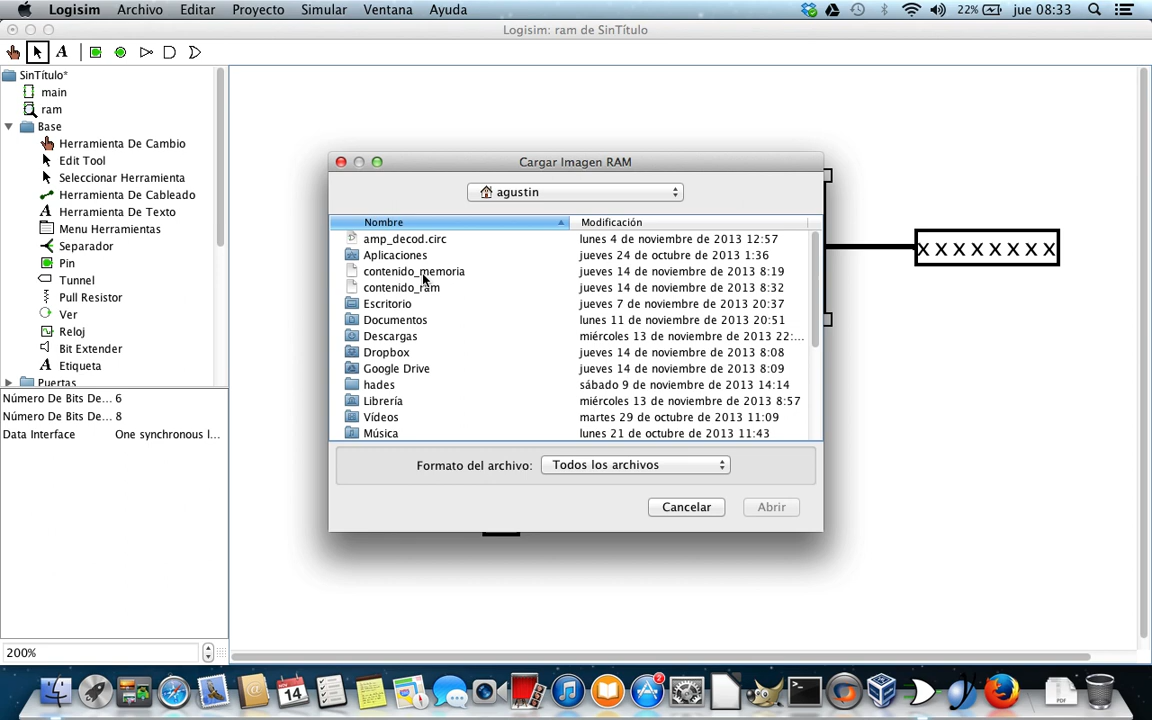 Logisim Archivo Editar Proyecto Simular Ventana Ayuda 22% jue 08:33
Logisim: ram de SinTítulo
A
SinTítulo*
main
ram
Base
Herramienta De Cambio
Edit Tool
Seleccionar Herramienta
Herramienta De Cableado
A Herramienta De Texto
Menu Herramientas
Separador
Pin
Tunnel
Pull Resistor
Ver
Reloj
Bit Extender
A Etiqueta
Puertas
Número De Bits De... 6
Número De Bits De... 8
Data Interface One synchronous l...
200%
Cargar Imagen RAM
agustin
Nombre Modificación
amp_decod.circ lunes 4 de noviembre de 2013 12:57
Aplicaciones jueves 24 de octubre de 2013 1:36
contenido_memoria jueves 14 de noviembre de 2013 8:19
contenido_ram jueves 14 de noviembre de 2013 8:32
Escritorio jueves 7 de noviembre de 2013 20:37
Documentos lunes 11 de noviembre de 2013 20:51
Descargas miércoles 13 de noviembre de 2013 22:...
Dropbox jueves 14 de noviembre de 2013 8:08
Google Drive jueves 14 de noviembre de 2013 8:09
hades sábado 9 de noviembre de 2013 14:14
Librería miércoles 13 de noviembre de 2013 8:57
Vídeos martes 29 de octubre de 2013 11:09
Música lunes 21 de octubre de 2013 11:43
Formato del archivo: Todos los archivos
Cancelar Abrir
x x x x x x x x
NOV 14
2